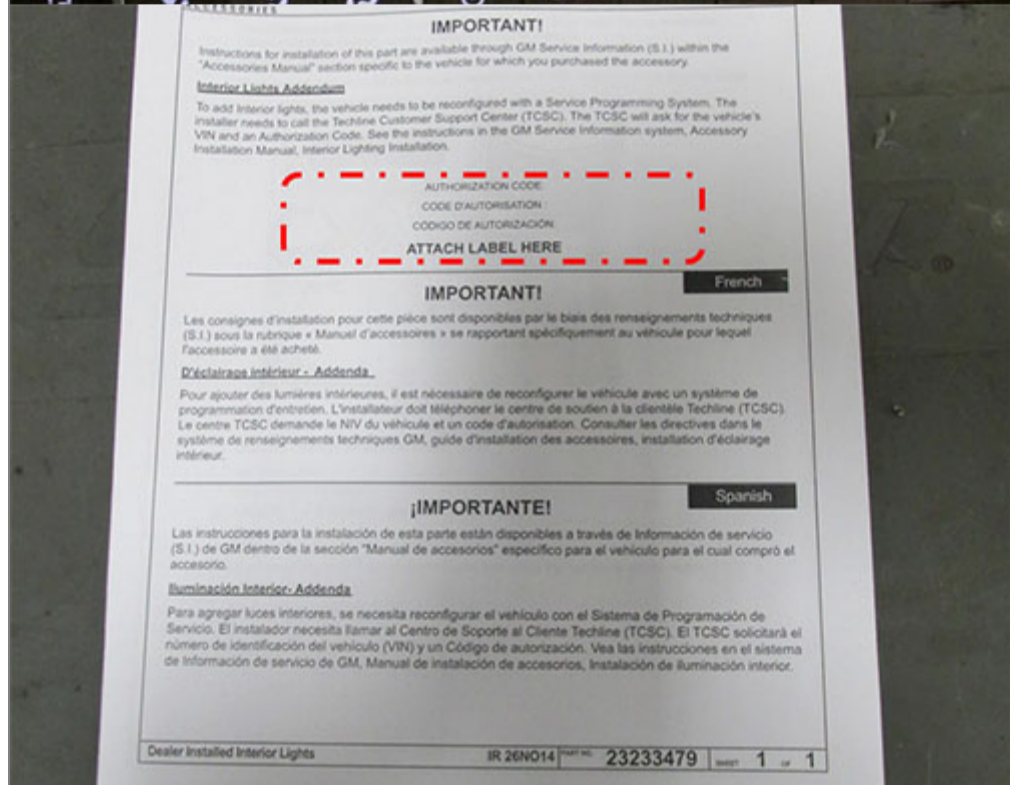 ACCESSORIES
IMPORTANT!
Instructions for installation of this part are available through GM Service Information (S.I.) within the
"Accessories Manual" section specific to the vehicle for which you purchased the accessory.
Interior Lights Addendum
To add Interior lights, the vehicle needs to be reconfigured with a Service Programming System. The
installer needs to call the Techline Customer Support Center (TCSC). The TCSC will ask for the vehicle's
VIN and an Authorization Code. See the instructions in the GM Service Information system, Accessory
Installation Manual, Interior Lighting Installation.
AUTHORIZATION CODE:
CODE D'AUTORISATION :
CÓDIGO DE AUTORIZACIÓN:
ATTACH LABEL HERE
French
IMPORTANT!
Les consignes d'installation pour cette pièce sont disponibles par le biais des renseignements techniques
(S.I.) sous la rubrique « Manuel d'accessoires » se rapportant spécifiquement au véhicule pour lequel
l'accessoire a été acheté.
D'éclairage intérieur - Addenda
Pour ajouter des lumières intérieures, il est nécessaire de reconfigurer le véhicule avec un système de
programmation d'entretien. L'installateur doit téléphoner le centre de soutien à la clientèle Techline (TCSC).
Le centre TCSC demande le NIV du véhicule et un code d'autorisation. Consulter les directives dans le
système de renseignements techniques GM, guide d'installation des accessoires, installation d'éclairage
intérieur.
Spanish
¡IMPORTANTE!
Las instrucciones para la instalación de esta parte están disponibles a través de Información de servicio
(S.I.) de GM dentro de la sección "Manual de accesorios" específico para el vehículo para el cual compró el
accesorio.
Iluminación Interior- Addenda
Para agregar luces interiores, se necesita reconfigurar el vehículo con el Sistema de Programación de
Servicio. El instalador necesita llamar al Centro de Soporte al Cliente Techline (TCSC). El TCSC solicitará el
número de identificación del vehículo (VIN) y un Código de autorización. Vea las instrucciones en el sistema
de Información de servicio de GM, Manual de instalación de accesorios, Instalación de iluminación interior.
Dealer Installed Interior Lights IR 26NO14 PART NO. 23233479 SHEET 1 OF 1